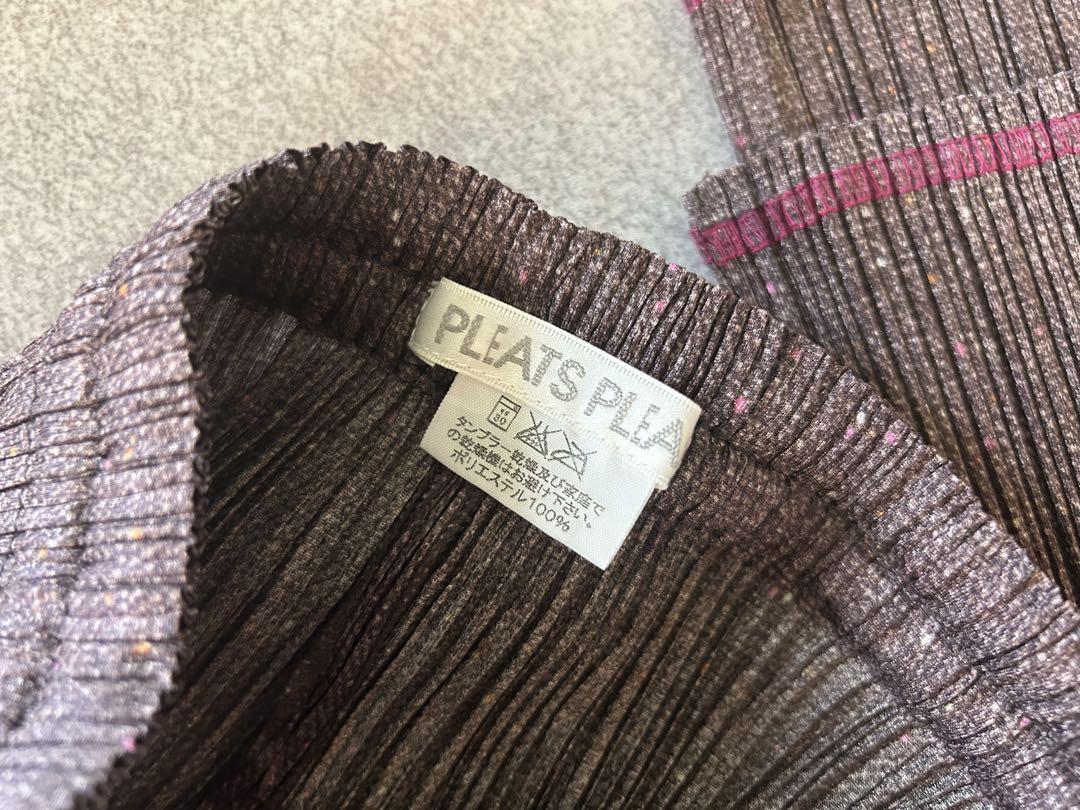 PLEATS PLEA
30
タンブラー乾燥及び家庭で
の乾燥機はお避け下さい。
ポリエステル100%